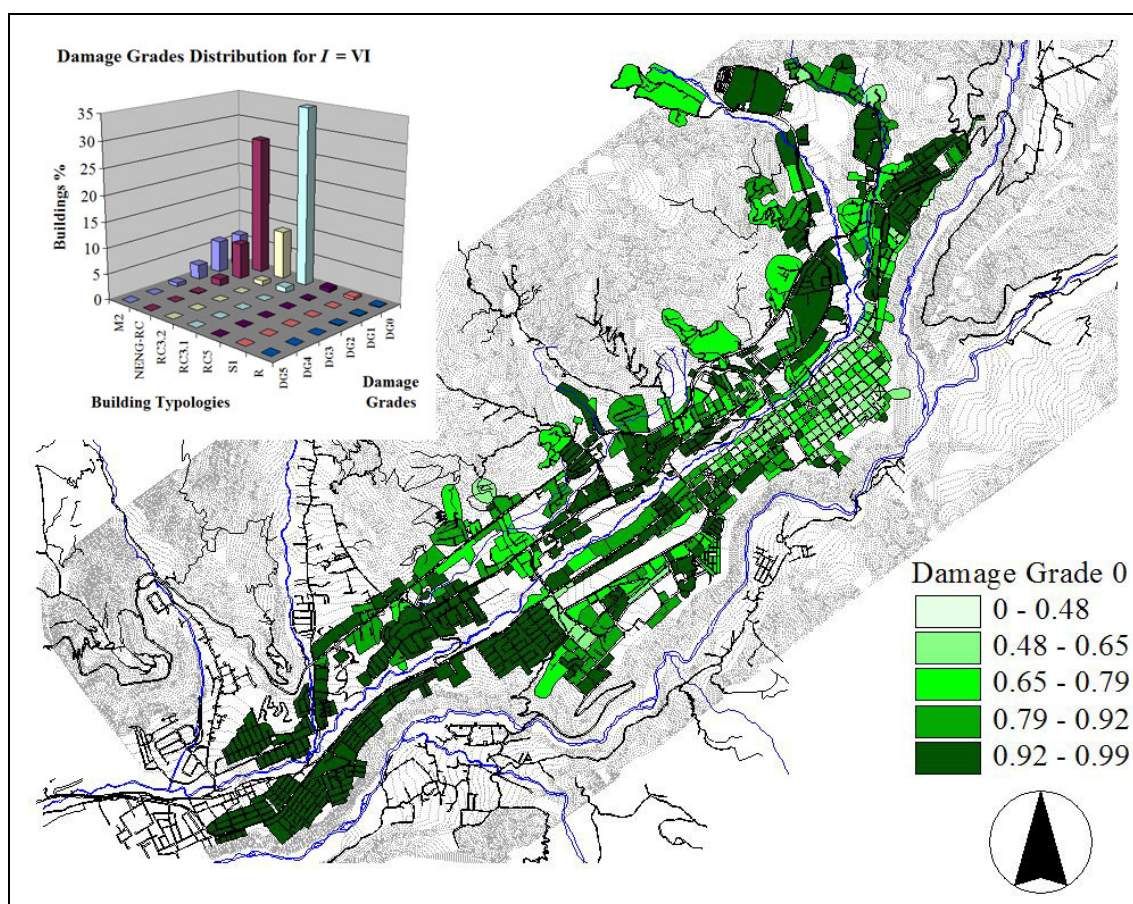 Damage Grades Distribution for I = VI
35
30
25
20
15
10
5
0
Buildings %
M2
NENG-RC
RC3.2
RC3.1
RC5
S1
R
DG5
DG4
DG3
DG2
DG1
DG0
Building Typologies
Damage
Grades
Damage Grade 0
0 - 0.48
0.48 - 0.65
0.65 - 0.79
0.79 - 0.92
0.92 - 0.99